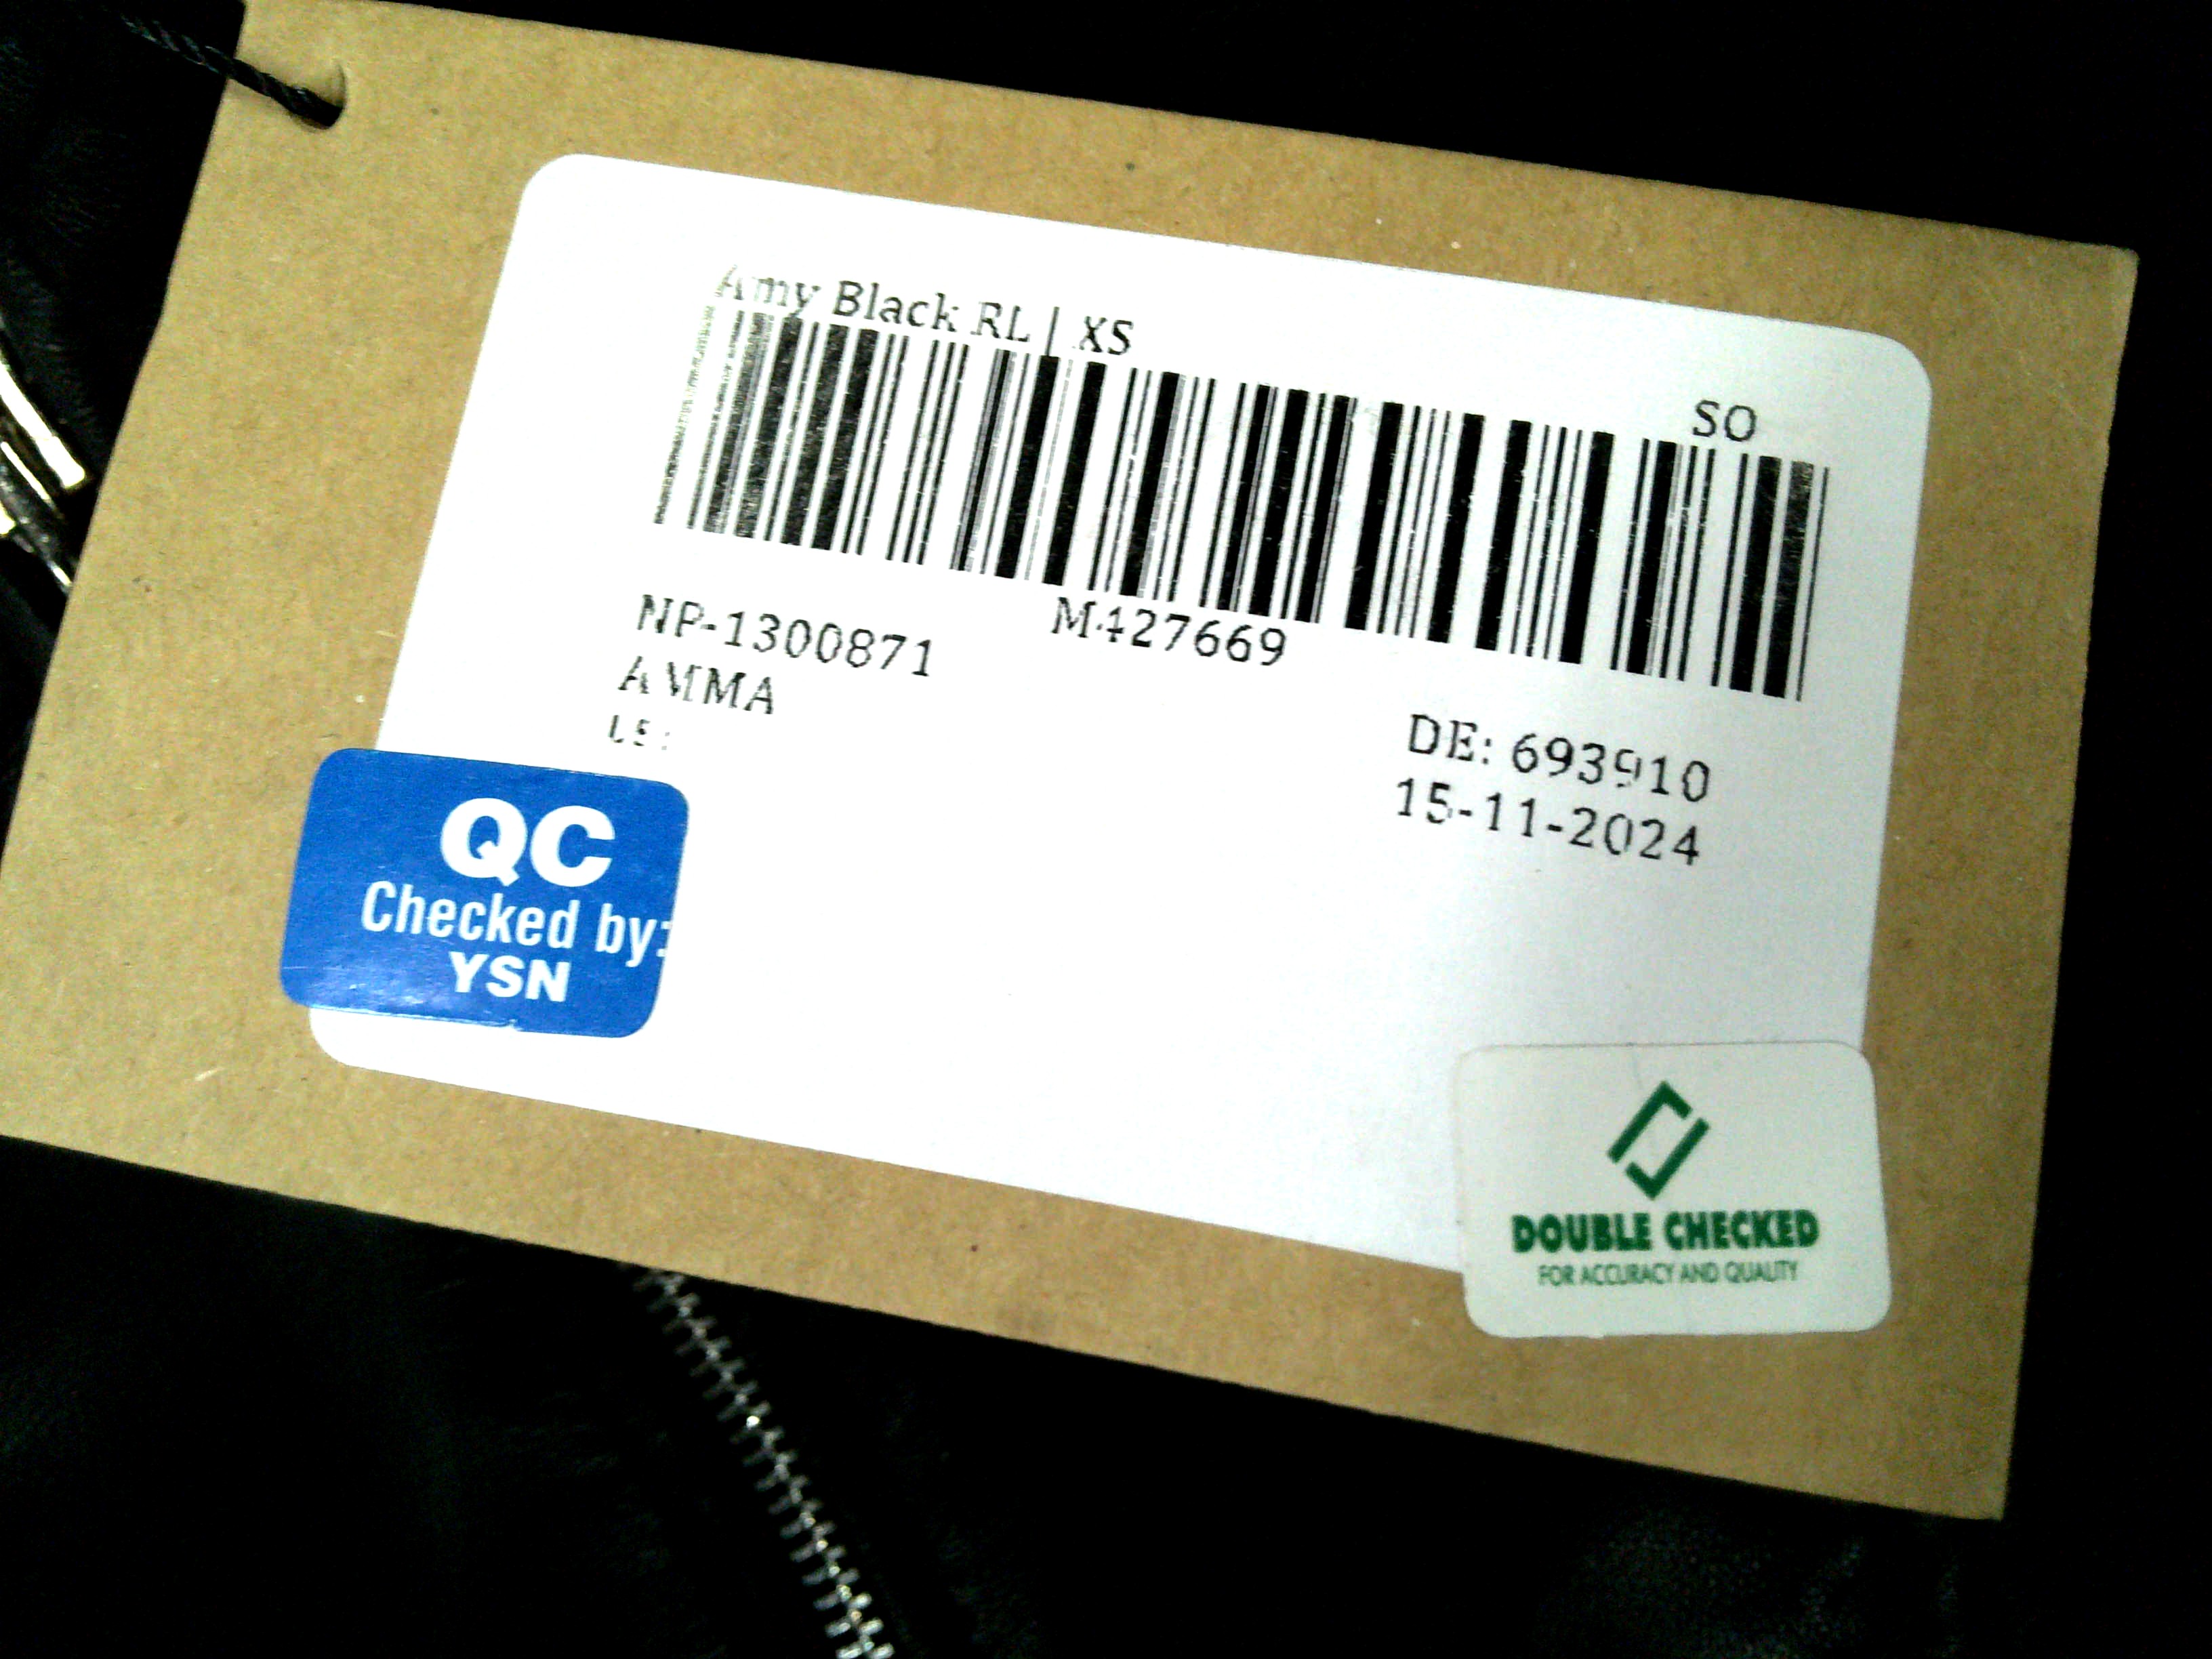 Amy Black RL | XS
SO
NP-1300871
M427669
AMMA
DE: 693910
15-11-2024
QC
Checked by:
YSN
DOUBLE CHECKED
FOR ACCURACY AND QUALITY